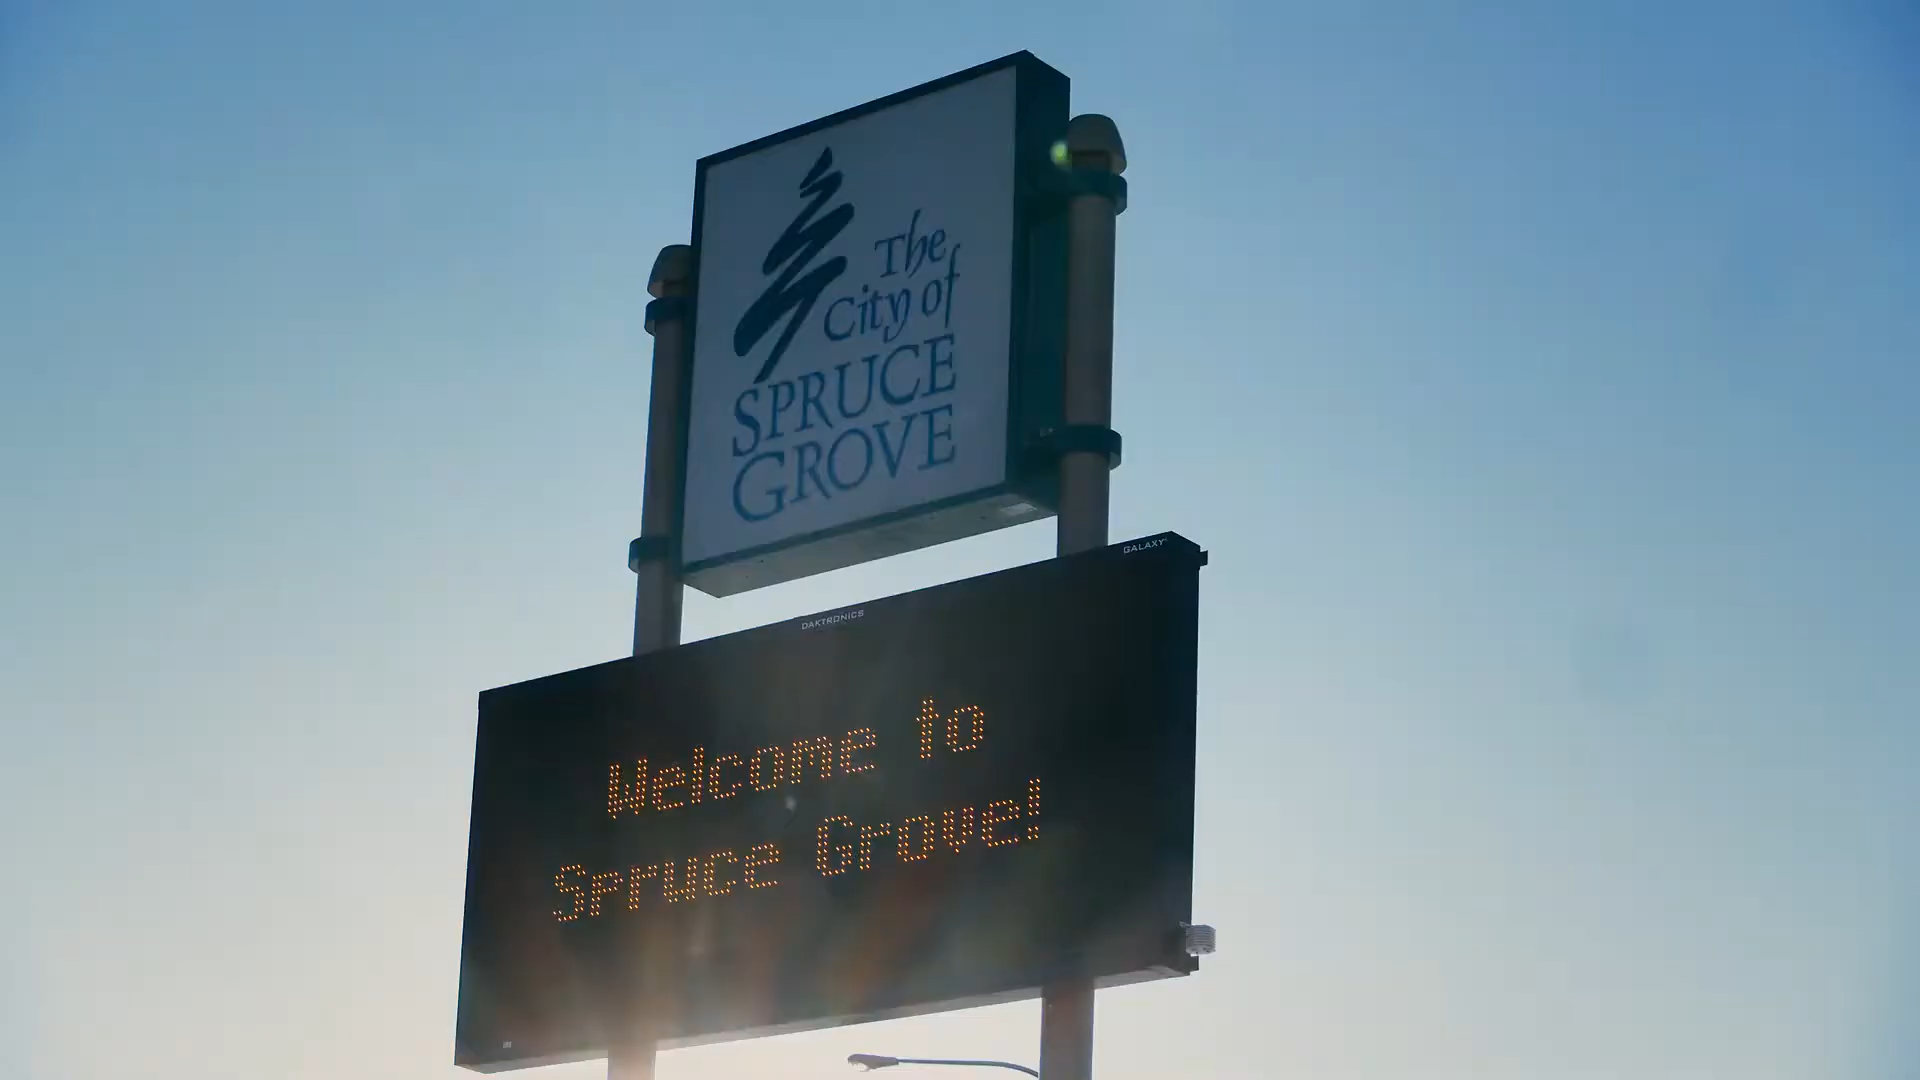 The
City of
SPRUCE
GROVE
GALAXY
DAKTRONICS
Welcome to
Spruce Grove!